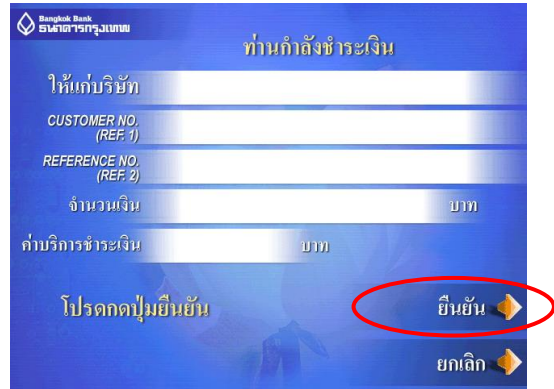 Bangkok Bank
ธนาคารกรุงเทพ
ท่านกำลังชำระเงิน
ให้แก่บริษัท
CUSTOMER NO.
(REF. 1)
REFERENCE NO.
(REF. 2)
จำนวนเงิน บาท
ค่าบริการชำระเงิน บาท
โปรดกดปุ่มยืนยัน ยืนยัน
ยกเลิก